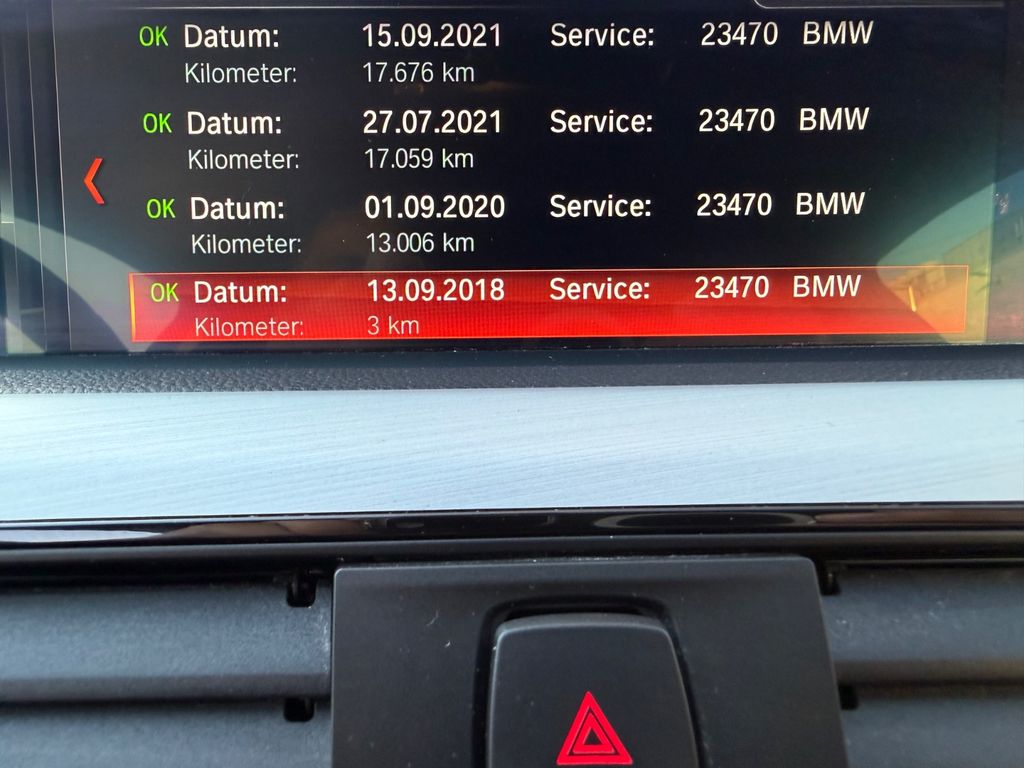 OK Datum: 15.09.2021 Service: 23470 BMW
Kilometer: 17.676 km
OK Datum: 27.07.2021 Service: 23470 BMW
Kilometer: 17.059 km
OK Datum: 01.09.2020 Service: 23470 BMW
Kilometer: 13.006 km
OK Datum: 13.09.2018 Service: 23470 BMW
Kilometer: 3 km